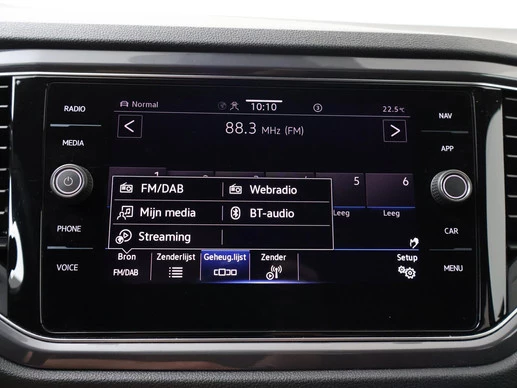 RADIO
MEDIA
PHONE
VOICE
Normal
10:10
3
22.5°C
88.3 MHz (FM)
FM/DAB
Webradio
Mijn media
BT-audio
Streaming
5
6
Leeg
Leeg
Bron
FM/DAB
Zenderlijst
Geheug.lijst
Zender
Setup
NAV
APP
CAR
MENU